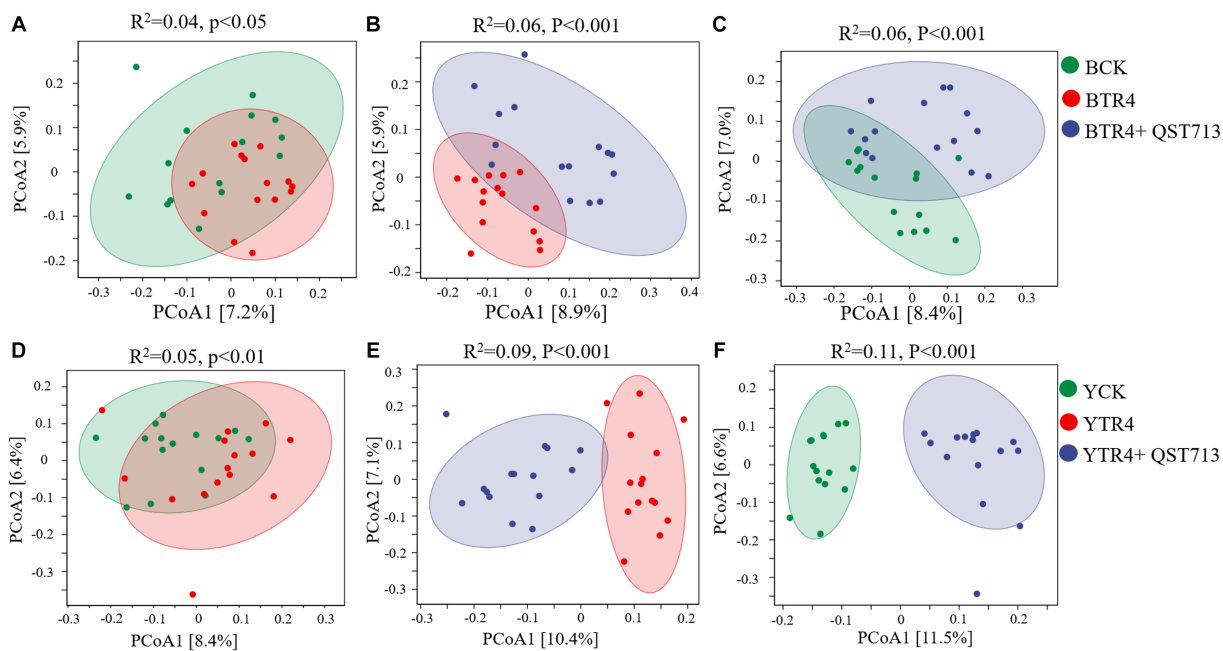 A
R²=0.04, p<0.05
PCoA2 [5.9%]
0.2
0.1
0
-0.1
-0.2
-0.3
-0.2
-0.1
0
0.1
0.2
PCoA1 [7.2%]
B
R²=0.06, P<0.001
PCoA2 [5.9%]
0.2
0.1
0
-0.1
-0.2
-0.2
-0.1
0
0.1
0.2
0.3
0.4
PCoA1 [8.9%]
C
R²=0.06, P<0.001
PCoA2 [7.0%]
0.2
0.1
0
-0.1
-0.2
-0.3
-0.3
-0.2
-0.1
0
0.1
0.2
0.3
PCoA1 [8.4%]
BCK
BTR4
BTR4+ QST713
D
R²=0.05, p<0.01
PCoA2 [6.4%]
0.2
0.1
0
-0.1
-0.2
-0.3
-0.3
-0.2
-0.1
0
0.1
0.2
0.3
PCoA1 [8.4%]
E
R²=0.09, P<0.001
PCoA2 [7.1%]
0.2
0.1
0
-0.1
-0.2
-0.3
-0.3
-0.2
-0.1
0
0.1
0.2
PCoA1 [10.4%]
F
R²=0.11, P<0.001
PCoA2 [6.6%]
0.2
0.1
0
-0.1
-0.2
-0.3
-0.2
-0.1
0
0.1
0.2
PCoA1 [11.5%]
YCK
YTR4
YTR4+ QST713